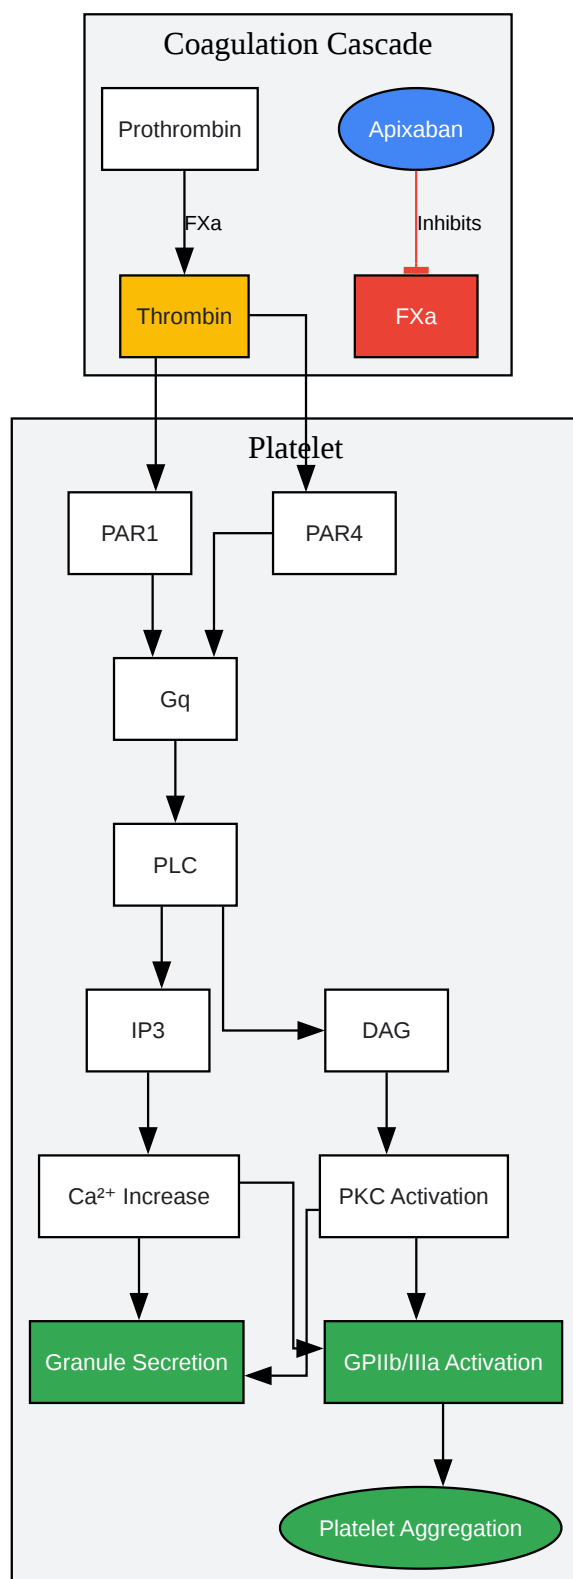 Coagulation Cascade
Prothrombin
Apixaban
FXa
Inhibits
Thrombin
FXa
Platelet
PAR1
PAR4
Gq
PLC
IP3
DAG
Ca²⁺ Increase
PKC Activation
Granule Secretion
GPIIb/IIIa Activation
Platelet Aggregation